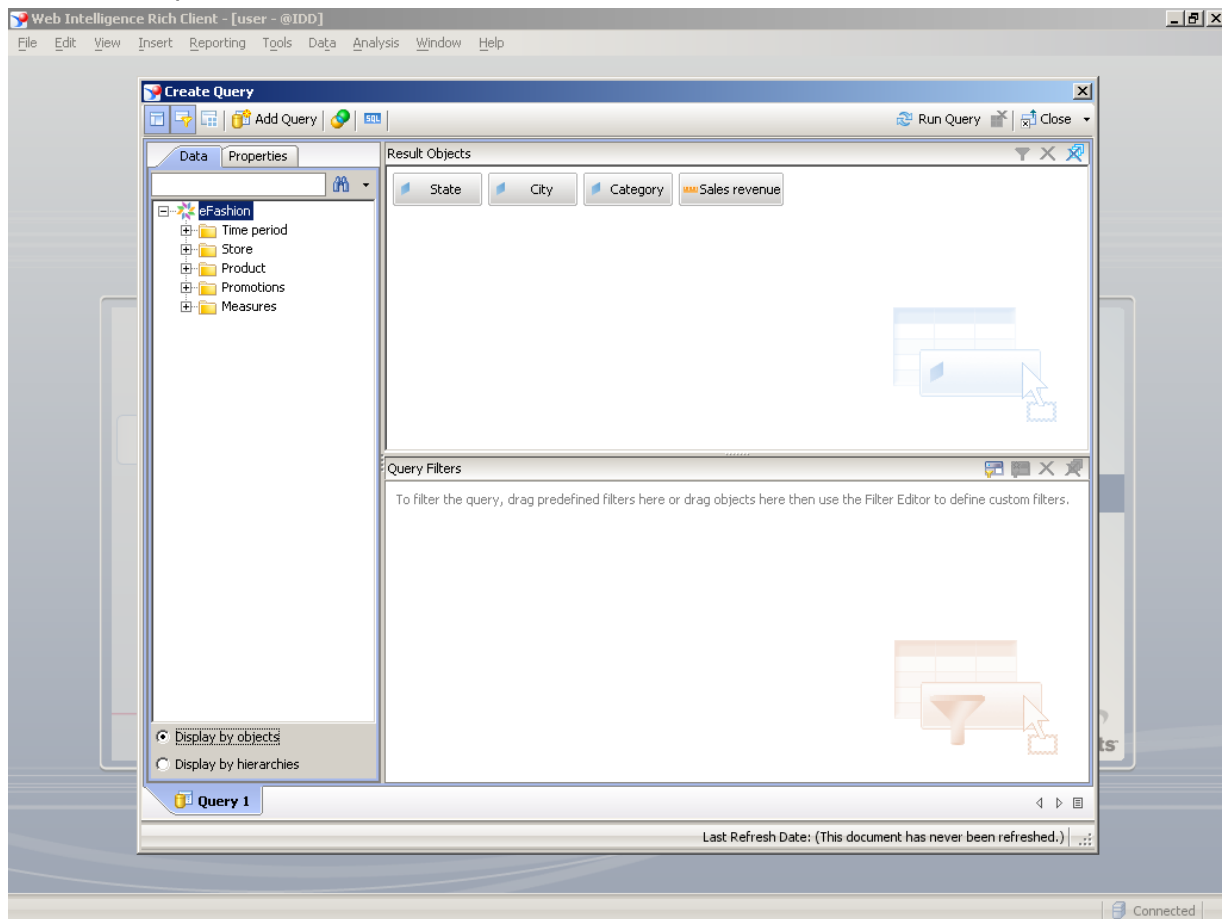 Web Intelligence Rich Client - [user - @IDD]
File Edit View Insert Reporting Tools Data Analysis Window Help
Create Query
Add Query SQL Run Query Close
Data Properties
Result Objects
State City Category Sales revenue
eFashion
Time period
Store
Product
Promotions
Measures
Query Filters
To filter the query, drag predefined filters here or drag objects here then use the Filter Editor to define custom filters.
Display by objects
Display by hierarchies
ts
Query 1
Last Refresh Date: (This document has never been refreshed.)
Connected